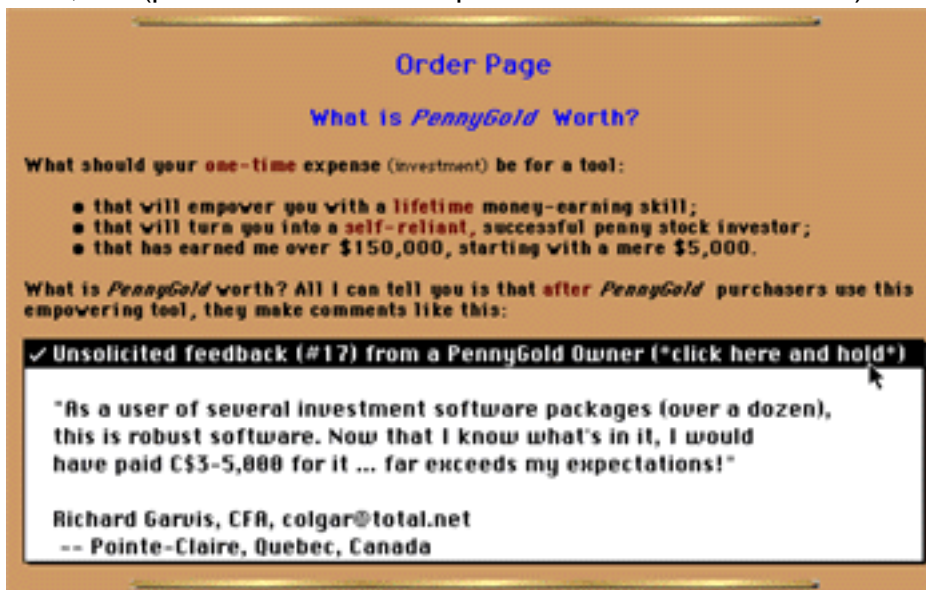 Order Page
What is PennyGold Worth?
What should your one-time expense (investment) be for a tool:
• that will empower you with a lifetime money-earning skill;
• that will turn you into a self-reliant, successful penny stock investor;
• that has earned me over $150,000, starting with a mere $5,000.
What is PennyGold worth? All I can tell you is that after PennyGold purchasers use this
empowering tool, they make comments like this:
✓ Unsolicited feedback (#17) from a PennyGold Owner (*click here and hold*)
"As a user of several investment software packages (over a dozen),
this is robust software. Now that I know what's in it, I would
have paid C$3-5,000 for it ... far exceeds my expectations!"
Richard Garvis, CFA, colgar@total.net
-- Pointe-Claire, Quebec, Canada